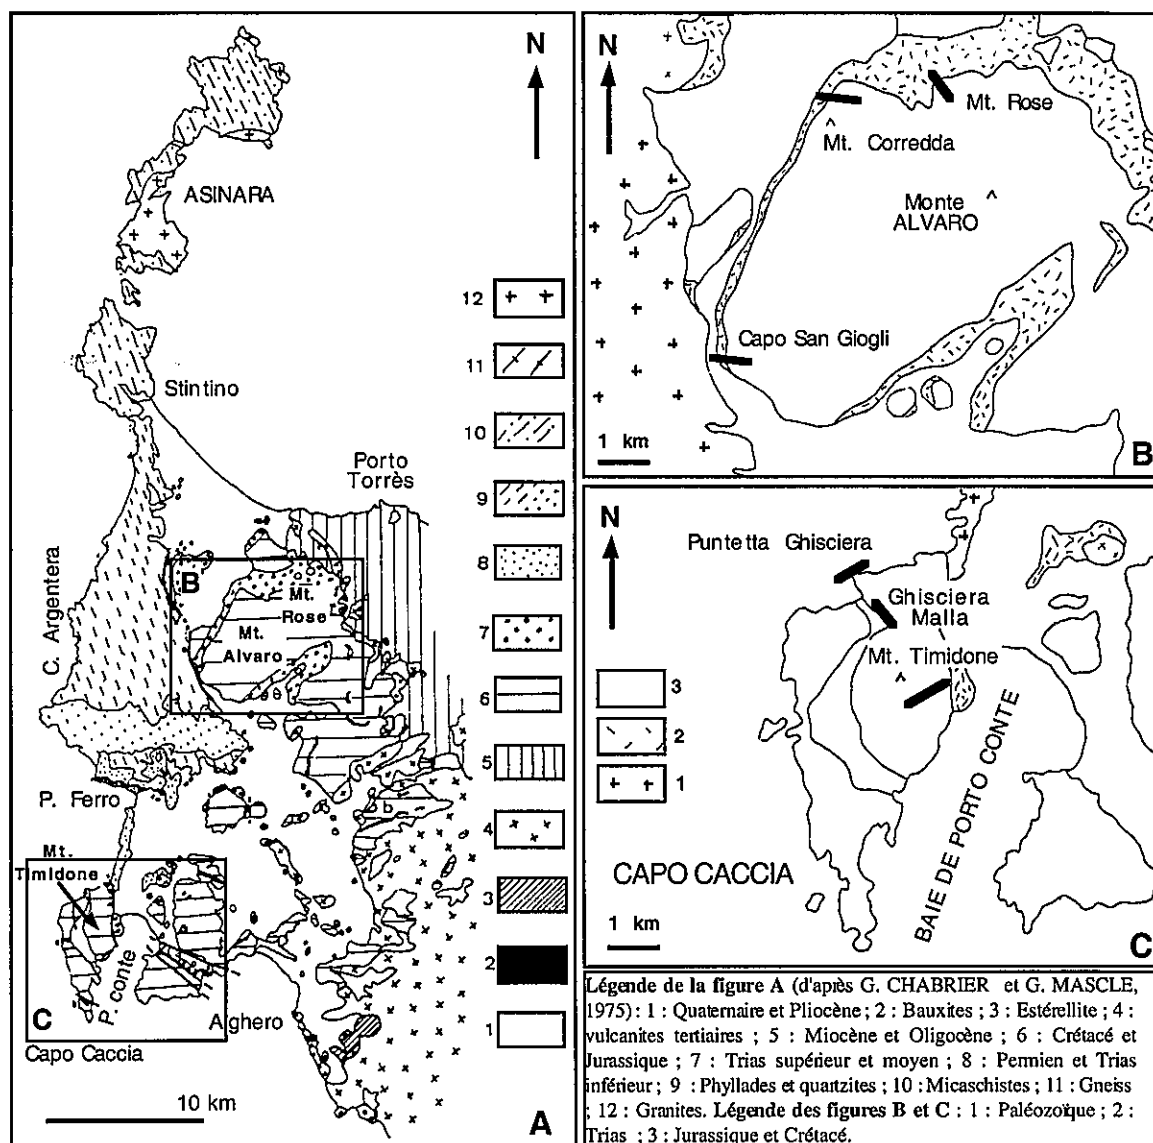 N
ASINARA
Stintino
Porto
Torrès
C. Argentera
B
Mt.
Rose
Mt.
Alvaro
P. Ferro
Mt.
Timidone
P. conte
C
Capo Caccia
Alghero
10 km
A
12
11
10
9
8
7
6
5
4
3
2
1
N
Mt. Rose
Mt. Corredda
Monte
ALVARO
Capo San Giogli
1 km
B
N
Puntetta Ghisciera
Ghisciera
Malla
Mt. Timidone
3
2
1
BAIE DE PORTO CONTE
CAPO CACCIA
1 km
C
Légende de la figure A (d'après G. CHABRIER et G. MASCLE,
1975) : 1 : Quaternaire et Pliocène ; 2 : Bauxites ; 3 : Estérellite ; 4 :
vulcanites tertiaires ; 5 : Miocène et Oligocène ; 6 : Crétacé et
Jurassique ; 7 : Trias supérieur et moyen ; 8 : Permien et Trias
inférieur ; 9 : Phyllades et quartzites ; 10 : Micaschistes ; 11 : Gneiss
; 12 : Granites. Légende des figures B et C : 1 : Paléozoïque ; 2 :
Trias ; 3 : Jurassique et Crétacé.